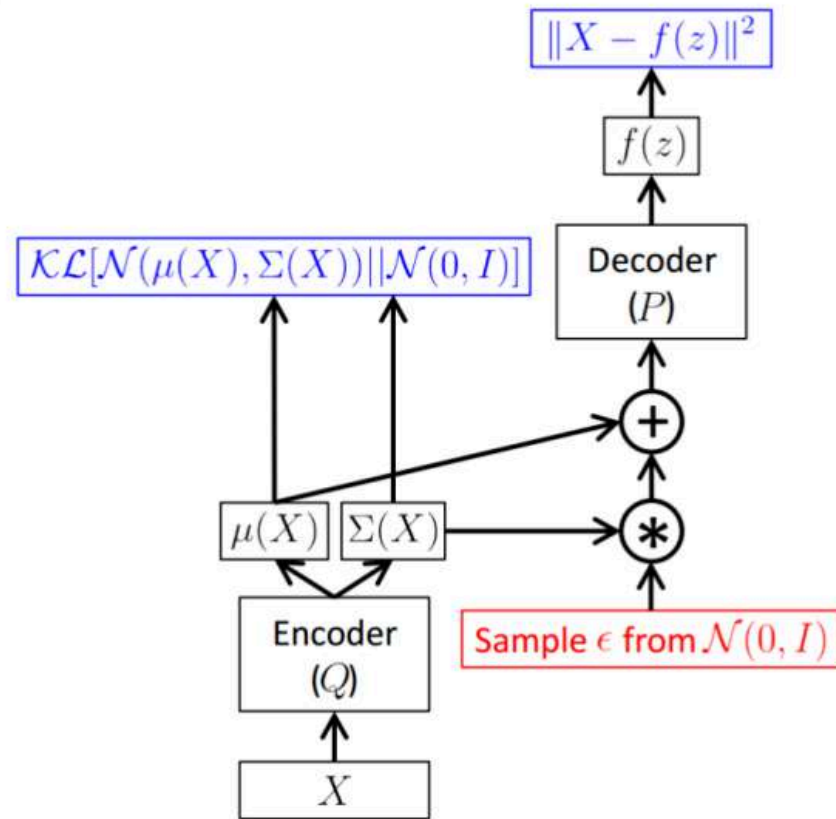 ‖X − f(z)‖²
f(z)
Decoder
(P)
𝒦ℒ[𝒩(μ(X), Σ(X))||𝒩(0, I)]
+
μ(X) Σ(X)
*
Encoder
(Q)
Sample ϵ from 𝒩(0, I)
X